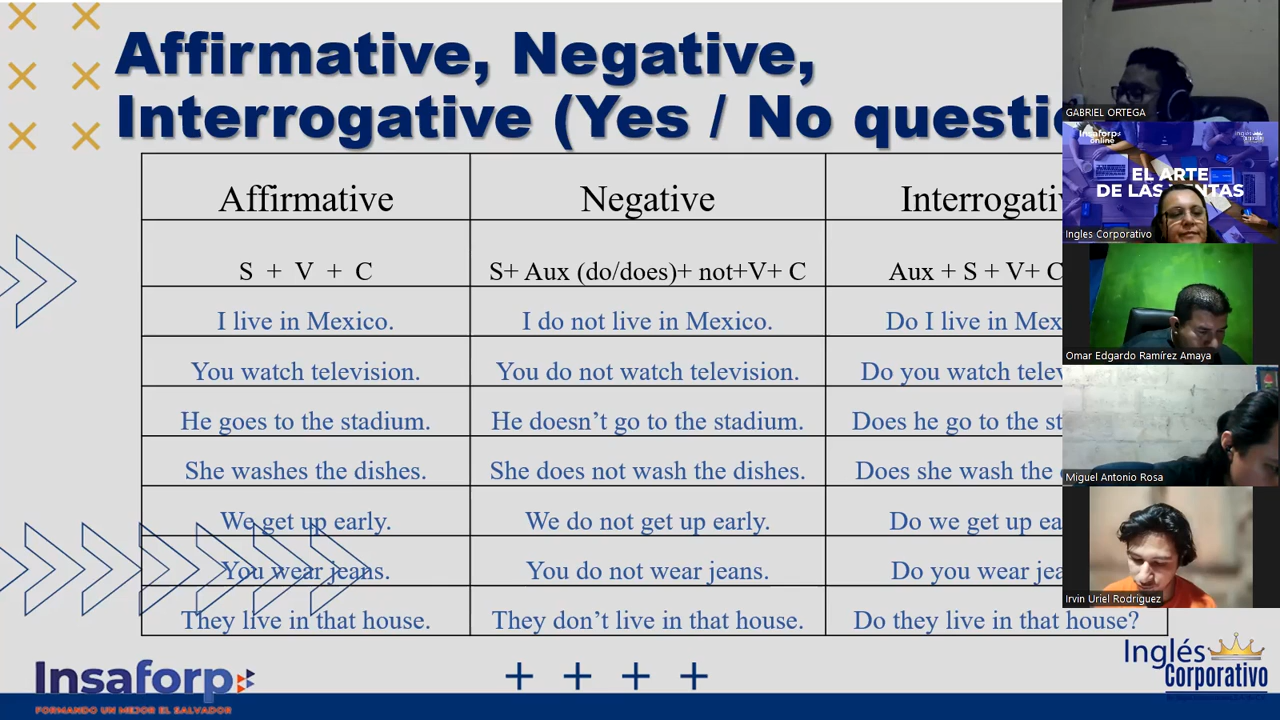 Affirmative, Negative,
Interrogative (Yes / No questio
Affirmative Negative Interrogativ
S + V + C S+ Aux (do/does)+ not+V+ C Aux + S + V+ C
I live in Mexico. I do not live in Mexico. Do I live in Mex
You watch television. You do not watch television. Do you watch telev
He goes to the stadium. He doesn’t go to the stadium. Does he go to the st
She washes the dishes. She does not wash the dishes. Does she wash the
We get up early. We do not get up early. Do we get up ea
You wear jeans. You do not wear jeans. Do you wear jea
They live in that house. They don’t live in that house. Do they live in that house?
GABRIEL ORTEGA
Insaforp
online
Inglés
EL ARTE
DE LAS VENTAS
Ingles Corporativo
Omar Edgardo Ramírez Amaya
Miguel Antonio Rosa
Irvin Uriel Rodríguez
Insaforp
FORMANDO UN MEJOR EL SALVADOR
Inglés
Corporativo